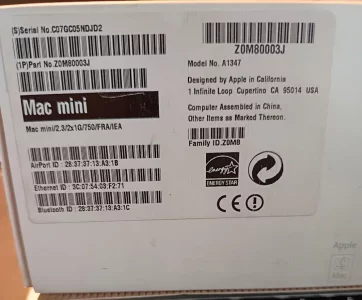 (S)Serial No.C07GC05NDJD2
(1P)Part No.Z0M80003J
Mac mini
Mac mini/2.3/2x1G/750/FRA/IEA
AirPort ID : 28:37:37:13:A3:1B
Ethernet ID : 3C:07:54:03:F2:71
Bluetooth ID : 28:37:37:13:A3:1C
Z0M80003J
Model No. A1347
Designed by Apple in California
1 Infinite Loop, Cupertino CA 95014 USA
Computer Assembled in China,
Other Items as Marked Thereon.
Family ID:Z0M8
ENERGY STAR
CE
Apple
Mac